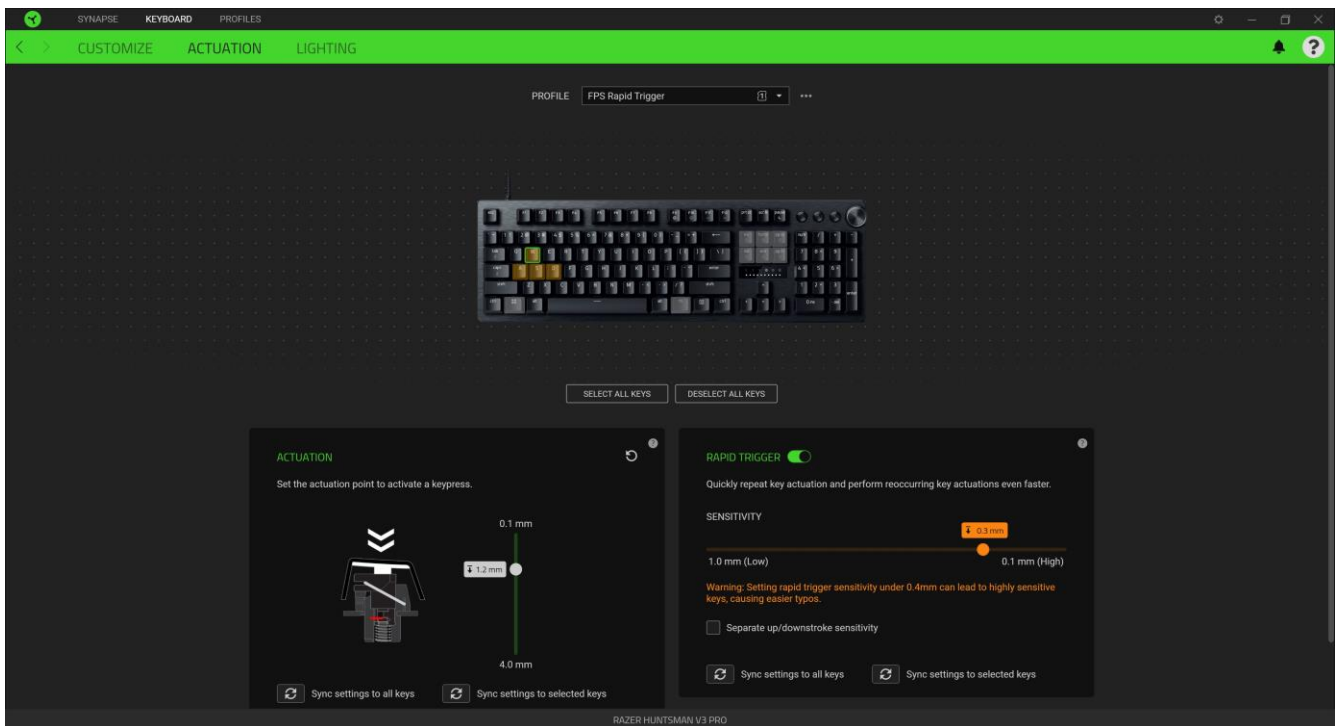 SYNAPSE KEYBOARD PROFILES
CUSTOMIZE ACTUATION LIGHTING
?
PROFILE FPS Rapid Trigger 1
SELECT ALL KEYS DESELECT ALL KEYS
ACTUATION
?
Set the actuation point to activate a keypress.
0.1 mm
1.2 mm
4.0 mm
Sync settings to all keys Sync settings to selected keys
RAPID TRIGGER
?
Quickly repeat key actuation and perform reoccurring key actuations even faster.
SENSITIVITY
0.3 mm
1.0 mm (Low) 0.1 mm (High)
Warning: Setting rapid trigger sensitivity under 0.4mm can lead to highly sensitive
keys, causing easier typos.
Separate up/downstroke sensitivity
Sync settings to all keys Sync settings to selected keys
RAZER HUNTSMAN V3 PRO